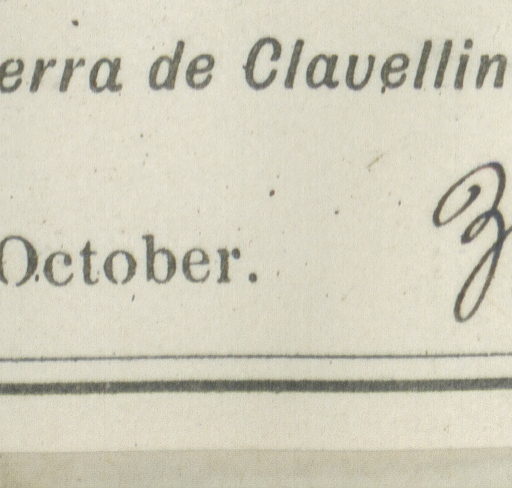 erra de Clavellin
October.